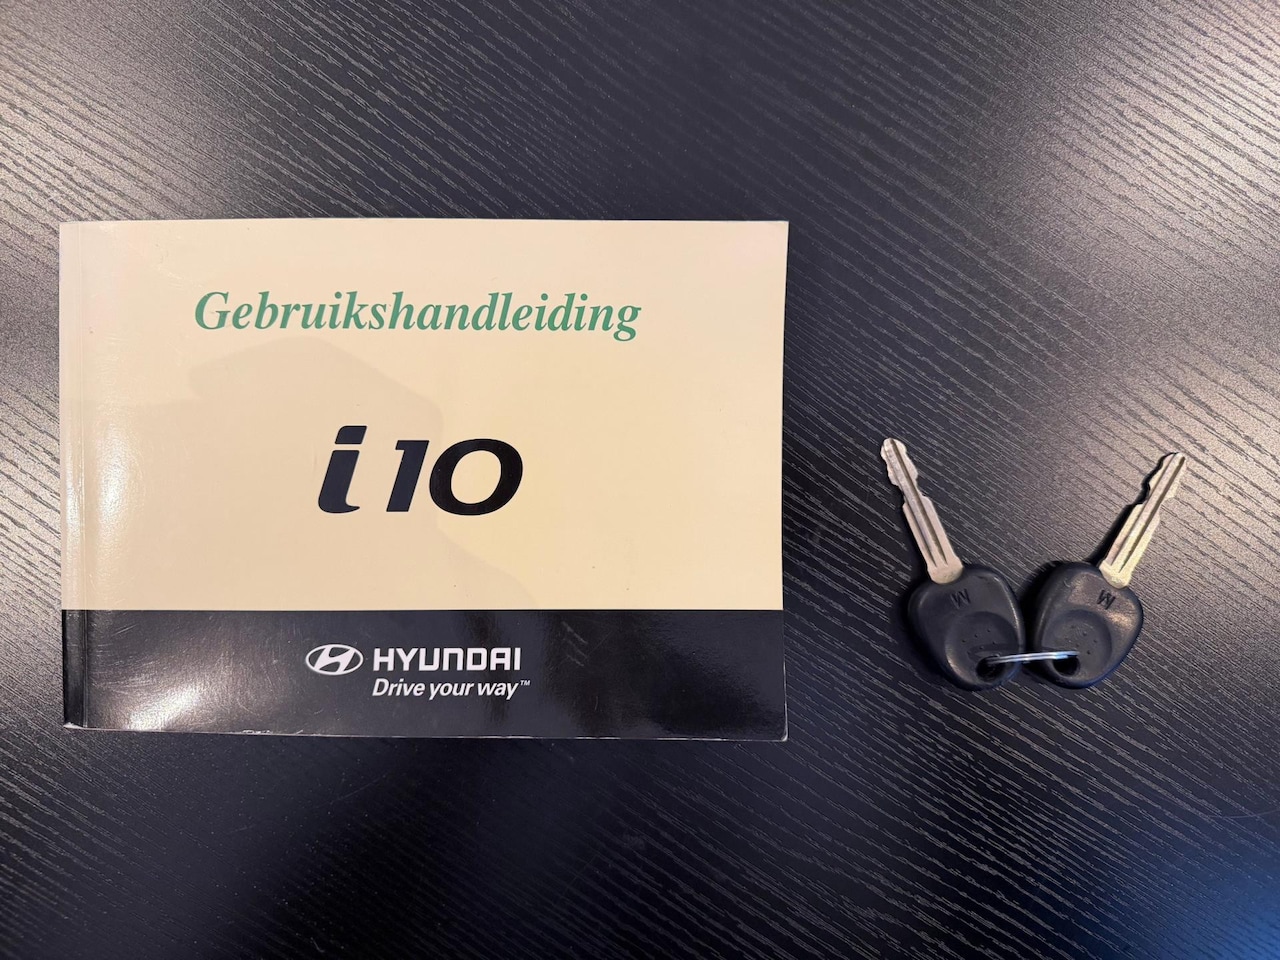 Gebruikshandleiding
i10
HYUNDAI
Drive your way™
M
M